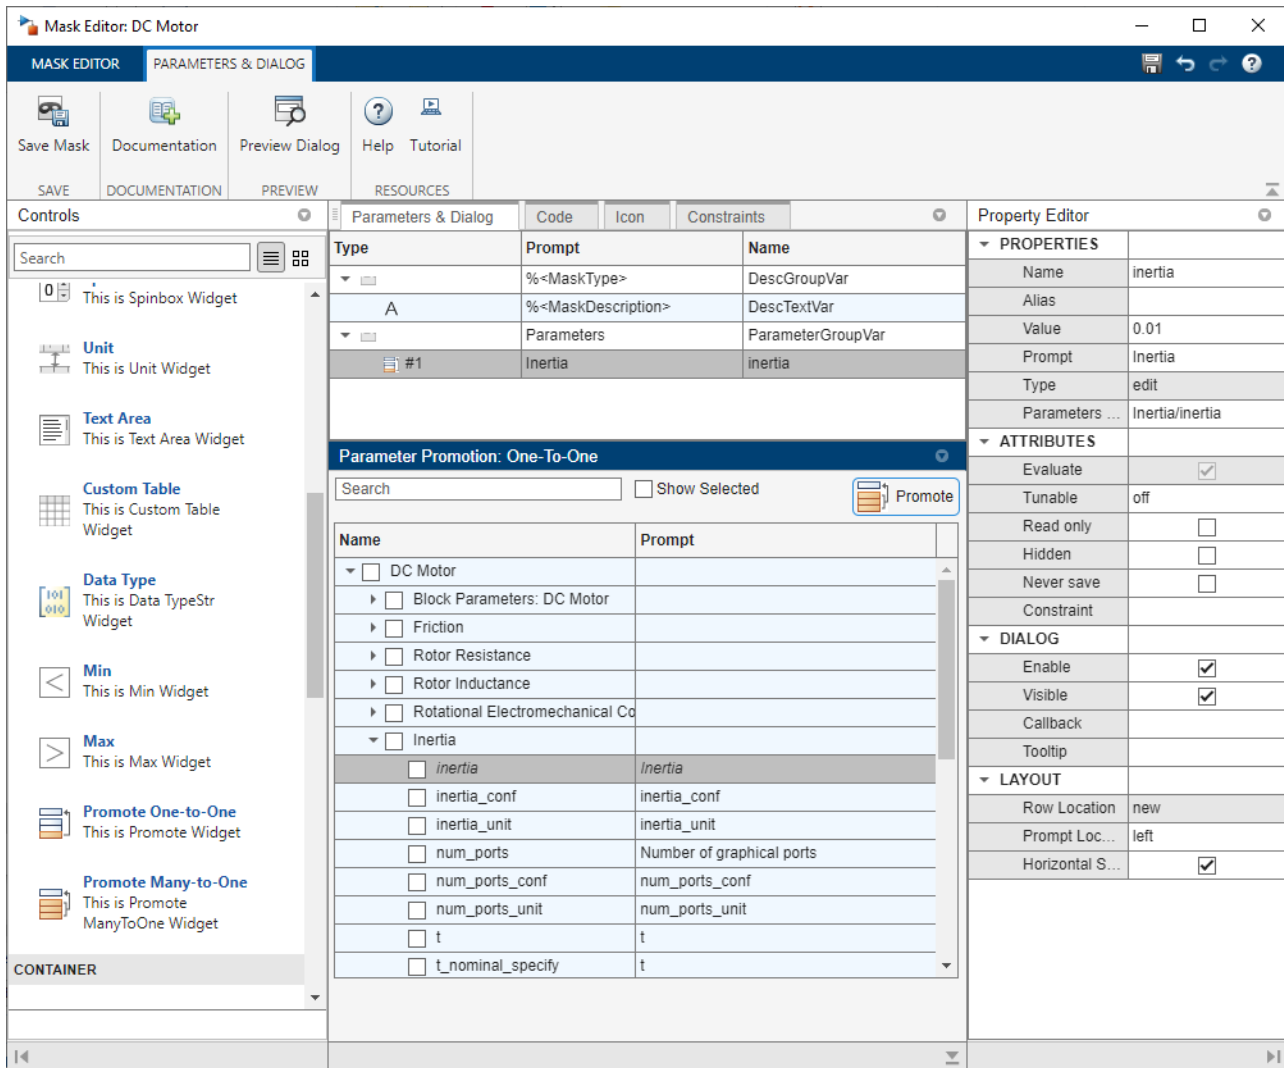 Mask Editor: DC Motor
MASK EDITOR
PARAMETERS & DIALOG
Save Mask
Documentation
Preview Dialog
Help
Tutorial
SAVE
DOCUMENTATION
PREVIEW
RESOURCES
Controls
Search
This is Spinbox Widget
Unit
This is Unit Widget
Text Area
This is Text Area Widget
Custom Table
This is Custom Table
Widget
Data Type
This is Data TypeStr
Widget
Min
This is Min Widget
Max
This is Max Widget
Promote One-to-One
This is Promote Widget
Promote Many-to-One
This is Promote
ManyToOne Widget
CONTAINER
Parameters & Dialog
Code
Icon
Constraints
Type Prompt Name
%<MaskType> DescGroupVar
A %<MaskDescription> DescTextVar
Parameters ParameterGroupVar
#1 Inertia inertia
Parameter Promotion: One-To-One
Search
Show Selected
Promote
Name Prompt
DC Motor
Block Parameters: DC Motor
Friction
Rotor Resistance
Rotor Inductance
Rotational Electromechanical Co
Inertia
inertia Inertia
inertia_conf inertia_conf
inertia_unit inertia_unit
num_ports Number of graphical ports
num_ports_conf num_ports_conf
num_ports_unit num_ports_unit
t t
t_nominal_specify t
Property Editor
PROPERTIES
Name inertia
Alias
Value 0.01
Prompt Inertia
Type edit
Parameters ... Inertia/inertia
ATTRIBUTES
Evaluate
Tunable off
Read only
Hidden
Never save
Constraint
DIALOG
Enable
Visible
Callback
Tooltip
LAYOUT
Row Location new
Prompt Loc... left
Horizontal S...